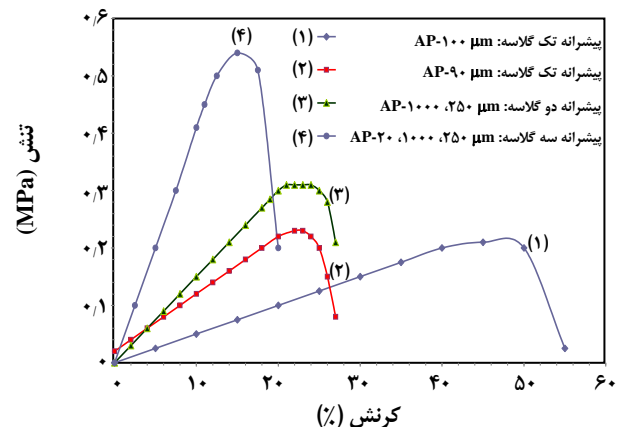 پیشرانه تک گلاسه: AP-۱۰۰ µm (۱)
پیشرانه تک گلاسه: AP-۹۰ µm (۲)
پیشرانه دو گلاسه: AP-۱۰۰۰ ،۲۵۰ µm (۳)
پیشرانه سه گلاسه: AP-۲۰ ،۱۰۰۰ ،۲۵۰ µm (۴)
(۴)
(۳)
(۲)
(۱)
تنش (MPa)
۰٫۶
۰٫۵
۰٫۴
۰٫۳
۰٫۲
۰٫۱
۰
۰ ۱۰ ۲۰ ۳۰ ۴۰ ۵۰ ۶۰
کرنش (٪)